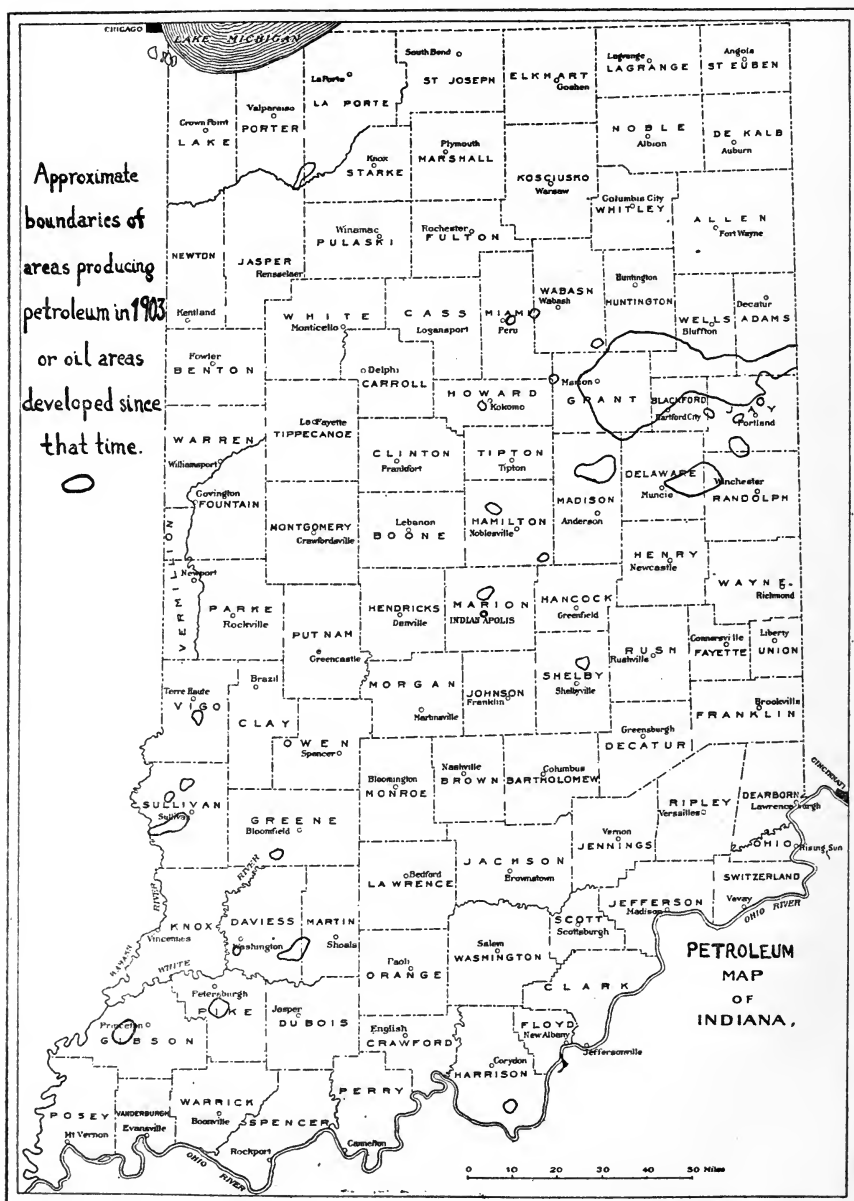 CHICAGO
LAKE MICHIGAN
South Bend
ST JOSEPH
ELKHART
Goshen
Lagrange
LAGRANGE
Angola
STEUBEN
LaPorte
LA PORTE
Valparaiso
PORTER
Crown Point
LAKE
Plymouth
MARSHALL
NOBLE
Albion
DE KALB
Auburn
Knox
STARKE
KOSCIUSKO
Warsaw
Columbus City
WHITLEY
ALLEN
Fort Wayne
Approximate
boundaries of
areas producing
petroleum in 1903
or oil areas
developed since
that time.
Winamac
PULASKI
Rochester
FULTON
NEWTON
Kentland
JASPER
Rensselaer
WHITE
Monticello
CASS
Logansport
MIAMI
Peru
WABASH
Wabash
Huntington
HUNTINGTON
WELLS
Bluffton
Decatur
ADAMS
Fowler
BENTON
Delphi
CARROLL
HOWARD
Kokomo
Marion
GRANT
BLACKFORD
Hartford City
JAY
Portland
WARREN
Williamsport
La Fayette
TIPPECANOE
CLINTON
Frankfort
TIPTON
Tipton
MADISON
Anderson
DELAWARE
Muncie
Winchester
RANDOLPH
Covington
FOUNTAIN
MONTGOMERY
Crawfordsville
Lebanon
BOONE
HAMILTON
Noblesville
HENRY
Newcastle
WAYNE
Richmond
VERMILLION
Newport
PARKE
Rockville
PUTNAM
Greencastle
HENDRICKS
Danville
MARION
INDIANAPOLIS
HANCOCK
Greenfield
RUSH
Rushville
Connersville
FAYETTE
Liberty
UNION
Terre Haute
VIGO
Brazil
CLAY
OWEN
Spencer
MORGAN
Martinsville
JOHNSON
Franklin
SHELBY
Shelbyville
Greensburgh
DECATUR
Brookville
FRANKLIN
SULLIVAN
Sullivan
GREENE
Bloomfield
Bloomington
MONROE
Nashville
BROWN
Columbus
BARTHOLOMEW
Vernon
JENNINGS
RIPLEY
Versailles
DEARBORN
Lawrenceburgh
CINCINNATI
OHIO
Rising Sun
SWITZERLAND
Vevay
OHIO RIVER
KNOX
Vincennes
WABASH RIVER
WHITE RIVER
DAVIESS
Washington
MARTIN
Shoals
Bedford
LAWRENCE
JACHSON
Brownstown
SCOTT
Scottsburgh
JEFFERSON
Madison
Paoli
ORANGE
Salem
WASHINGTON
CLARK
PETROLEUM
MAP
OF
INDIANA,
Princeton
GIBSON
Petersburgh
PIKE
Jasper
DUBOIS
English
CRAWFORD
FLOYD
New Albany
Jeffersonville
Corydon
HARRISON
POSEY
Mt Vernon
VANDERBURGH
Evansville
WARRICK
Boonville
SPENCER
Rockport
PERRY
Cannelton
OHIO RIVER
0 10 20 30 40 50 Miles